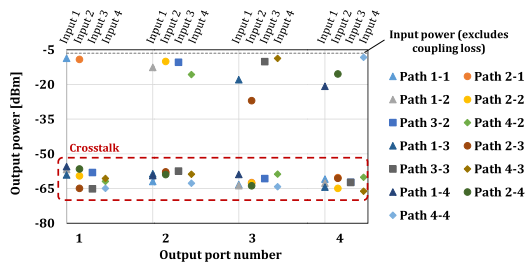 Input 1 Input 2 Input 3 Input 4 Input 1 Input 2 Input 3 Input 4 Input 1 Input 2 Input 3 Input 4 Input 1 Input 2 Input 3 Input 4
Input power (excludes
coupling loss)
-5
-20
-35
-50
-65
-80
Output power [dBm]
Crosstalk
1 2 3 4
Output port number
Path 1-1 Path 2-1
Path 1-2 Path 2-2
Path 3-2 Path 4-2
Path 1-3 Path 2-3
Path 3-3 Path 4-3
Path 1-4 Path 2-4
Path 4-4